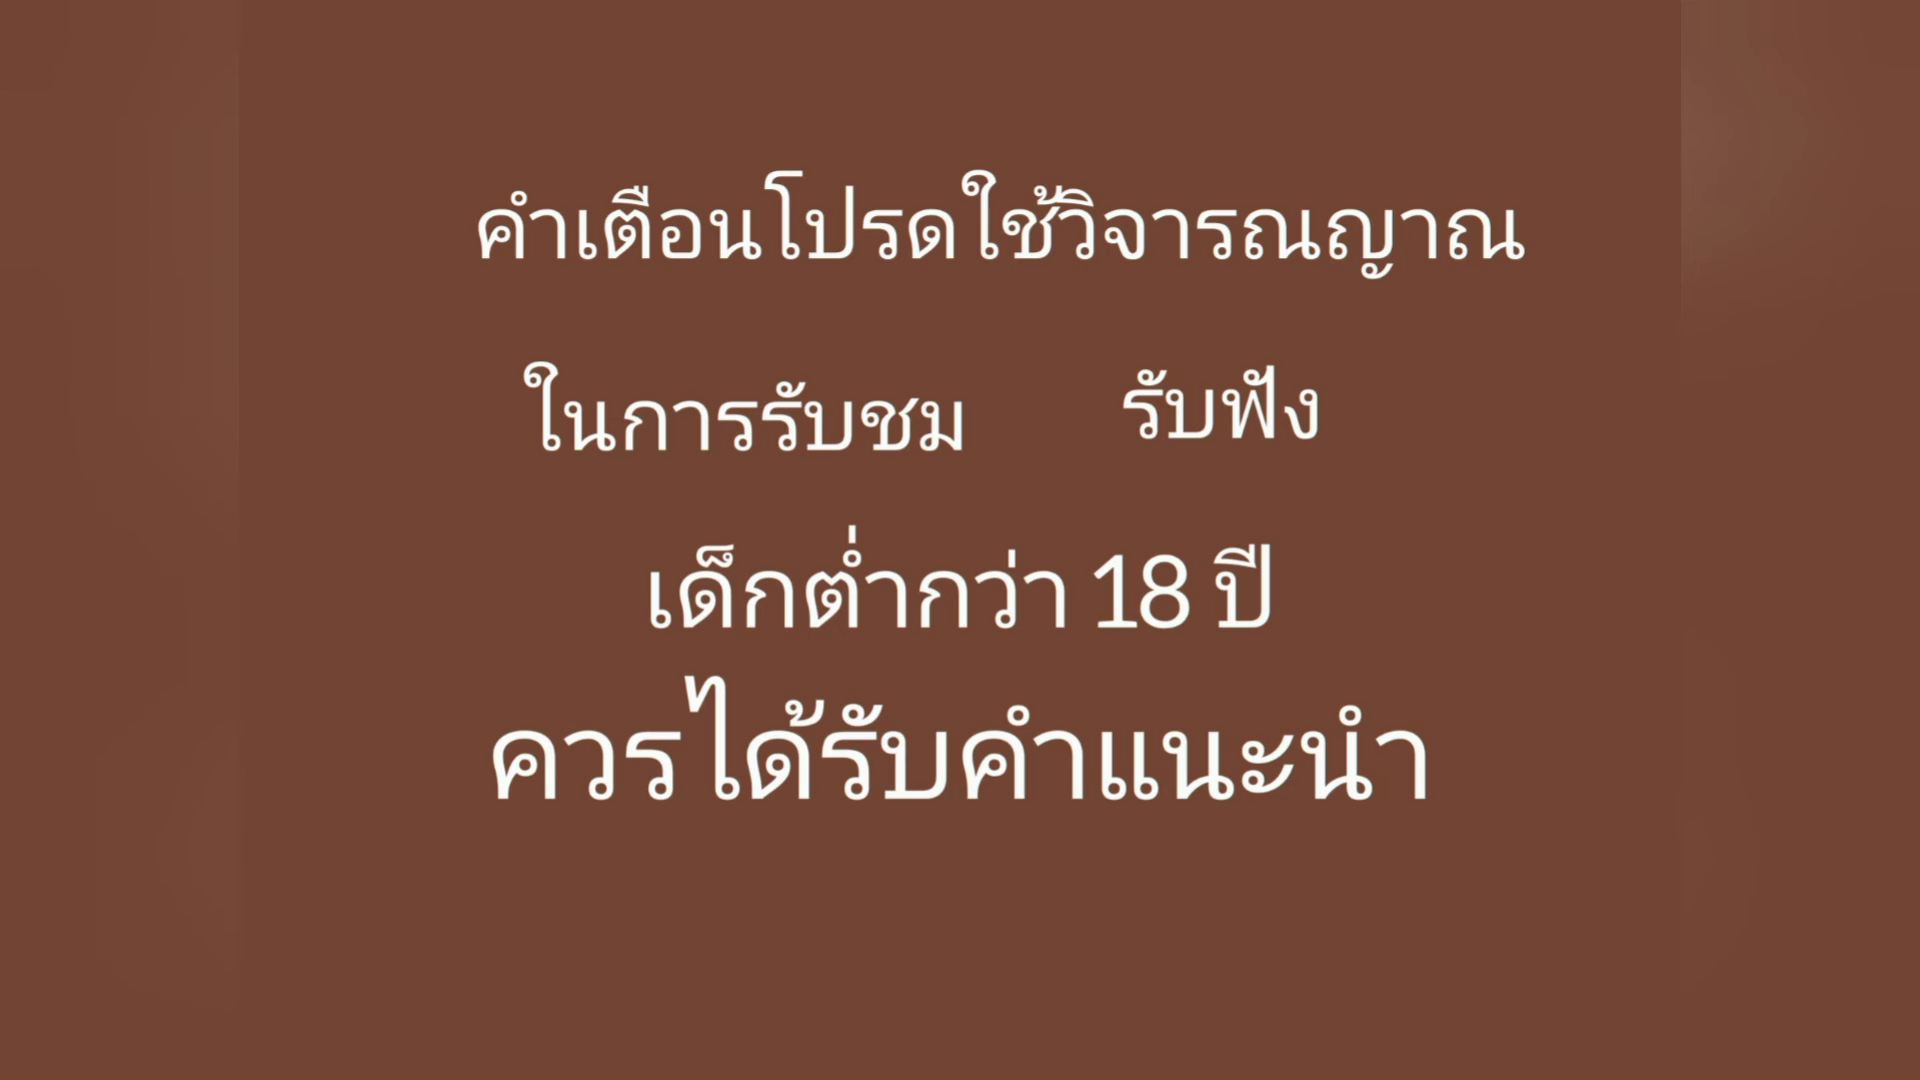 คำเตือนโปรดใช้วิจารณญาณ
ในการรับชม รับฟัง
เด็กต่ำกว่า 18 ปี
ควรได้รับคำแนะนำ